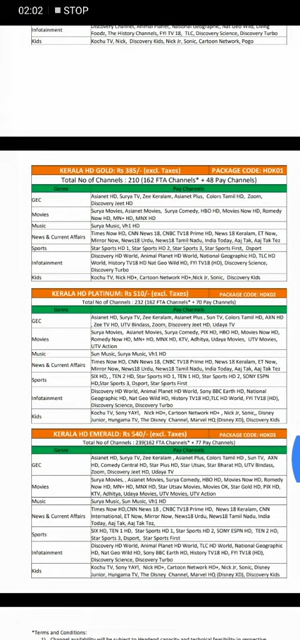 02:02 STOP
Discovery Channel, Animal Planet, National Geographic, Nat Geo Wild, Living
Infotainment Foods, The History Channels, FYI TV 18, TLC, Discovery Science, Discovery Turbo
Kids Kochu TV, Nick, Discovery Kids, Nick Jr, Sonic, Cartoon Network, Pogo
KERALA HD GOLD: Rs 385/- (excl. Taxes) PACKAGE CODE: HDK01
Total No of Channels : 210 (162 FTA Channels* + 48 Pay Channels)
Genre Pay Channels
GEC Asianet HD, Surya TV, Zee Keralam, Asianet Plus, Colors Tamil HD, Zoom,
Discovery Jeet HD
Movies Surya Movies, Asianet Movies, Surya Comedy, HBO HD, Movies Now HD, Romedy
Now HD, MN+ HD, MNX HD
Music Surya Music, Vh1 HD
News & Current Affairs Times Now HD, CNN News 18, CNBC TV18 Prime HD, News 18 Keralam, ET Now,
Mirror Now, News18 Urdu, News18 Tamil Nadu, India Today, Aaj Tak, Aaj Tak Tez
Sports Star Sports HD 1, Star Sports HD 2, Star Sports 3, Star Sports First, Dsport
Infotainment Discovery HD World, Animal Planet HD World, National Geographic HD, TLC HD
World, History TV18 HD, Nat Geo Wild HD, FYI TV18 (HD), Discovery Science,
Discovery Turbo
Kids Kochu TV, Nick HD+, Cartoon Network HD+, Nick Jr, Sonic, Discovery Kids
KERALA HD PLATINUM: Rs 510/- (excl. Taxes) PACKAGE CODE: HDK02
Total No of Channels : 232 (162 FTA Channels* + 70 Pay Channels)
Genre Pay Channels
GEC Asianet HD, Surya TV, Zee Keralam, Asianet Plus, Sun TV, Colors Tamil HD, AXN HD
, Zee TV HD, UTV Bindass, Zoom, Discovery Jeet HD, Udaya TV
Movies Surya Movies, Asianet Movies, Surya Comedy, PIX HD, HBO HD, Movies Now HD,
Romedy Now HD, MN+ HD, MNX HD, KTV, Adhitya, Udaya Movies, UTV Movies,
UTV Action
Music Sun Music, Surya Music, Vh1 HD
News & Current Affairs Times Now HD, CNN News 18, CNBC TV18 Prime HD, News 18 Keralam, ET Now,
Mirror Now, News18 Urdu, News18 Tamil Nadu, India Today, Aaj Tak, Aaj Tak Tez
Sports SIX HD, TEN 2 HD, Star Sports HD 1, TEN 1 HD, Star Sports HD 2, SONY ESPN
HD, Star Sports 3, Dsport, Star Sports First
Infotainment Discovery HD World, Animal Planet HD World, Sony BBC Earth HD, National
Geographic HD, Nat Geo Wild HD, History TV18 HD, TLC HD World, FYI TV18 (HD),
Discovery Science, Discovery Turbo
Kids Kochu TV, Sony YAY!, Nick HD+, Cartoon Network HD+, Nick Jr, Sonic, Disney
Junior, Hungama TV, The Disney Channel, Marvel HQ (Disney XD), Discovery Kids
KERALA HD EMERALD: Rs 540/- (excl. Taxes) PACKAGE CODE:
Total No of Channels : 239(162 FTA Channels* + 77 Pay Channels)
Genre Pay Channels
GEC Asianet HD, Surya TV, Zee Keralam, Asianet Plus, Colors Tamil HD, Sun TV, AXN
HD, Comedy Central HD, Star Plus HD, Star Utsav, Star Bharat HD, UTV Bindass,
Zoom, Discovery Jeet HD, Udaya TV
Movies Surya Movies, Asianet Movies, Surya Comedy, HBO HD, Movies Now HD, Romedy
Now HD, MN+ HD, MNX HD, Star Utsav Movies, Movies OK, Star Gold HD, PIX HD,
KTV, Adhitya, Udaya Movies, UTV Movies, UTV Action
Music Sun Music, Surya Music, Vh1 HD
News & Current Affairs Times Now HD,CNN News 18, CNBC TV18 Prime HD, News 18 Keralam, CNN
International, ET Now, Mirror Now, News18 Urdu, News18 Tamil Nadu, India
Today, Aaj Tak, Aaj Tak Tez,
Sports SIX HD, TEN 1 HD, Star Sports HD 1, Star Sports HD 2, SONY ESPN HD, TEN 2 HD,
Star Sports 3, Dsport, Star Sports First
Infotainment Discovery HD World, Animal Planet HD World, TLC HD World, National Geographic
HD, Nat Geo Wild HD, Sony BBC Earth HD, History TV18 HD, FYI TV18 (HD),
Discovery Science, Discovery Turbo
Kids Kochu TV, Nick HD+, Cartoon Network HD+, Nick Jr, Sonic, Disney
Junior, Hungama TV, The Disney Channel, Marvel HQ (Disney XD), Discovery Kids
*Terms and Conditions: